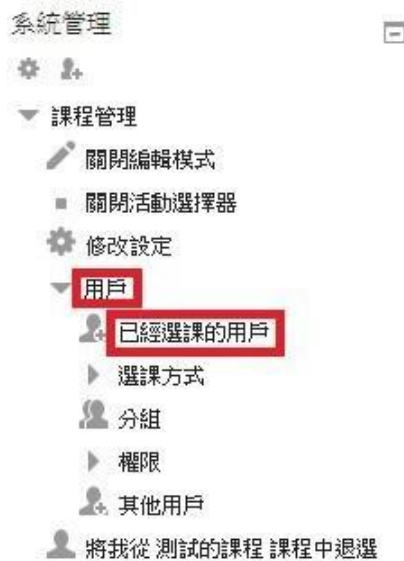 系統管理
課程管理
關閉編輯模式
關閉活動選擇器
修改設定
用戶
已經選課的用戶
選課方式
分組
權限
其他用戶
將我從 測試的課程 課程中退選